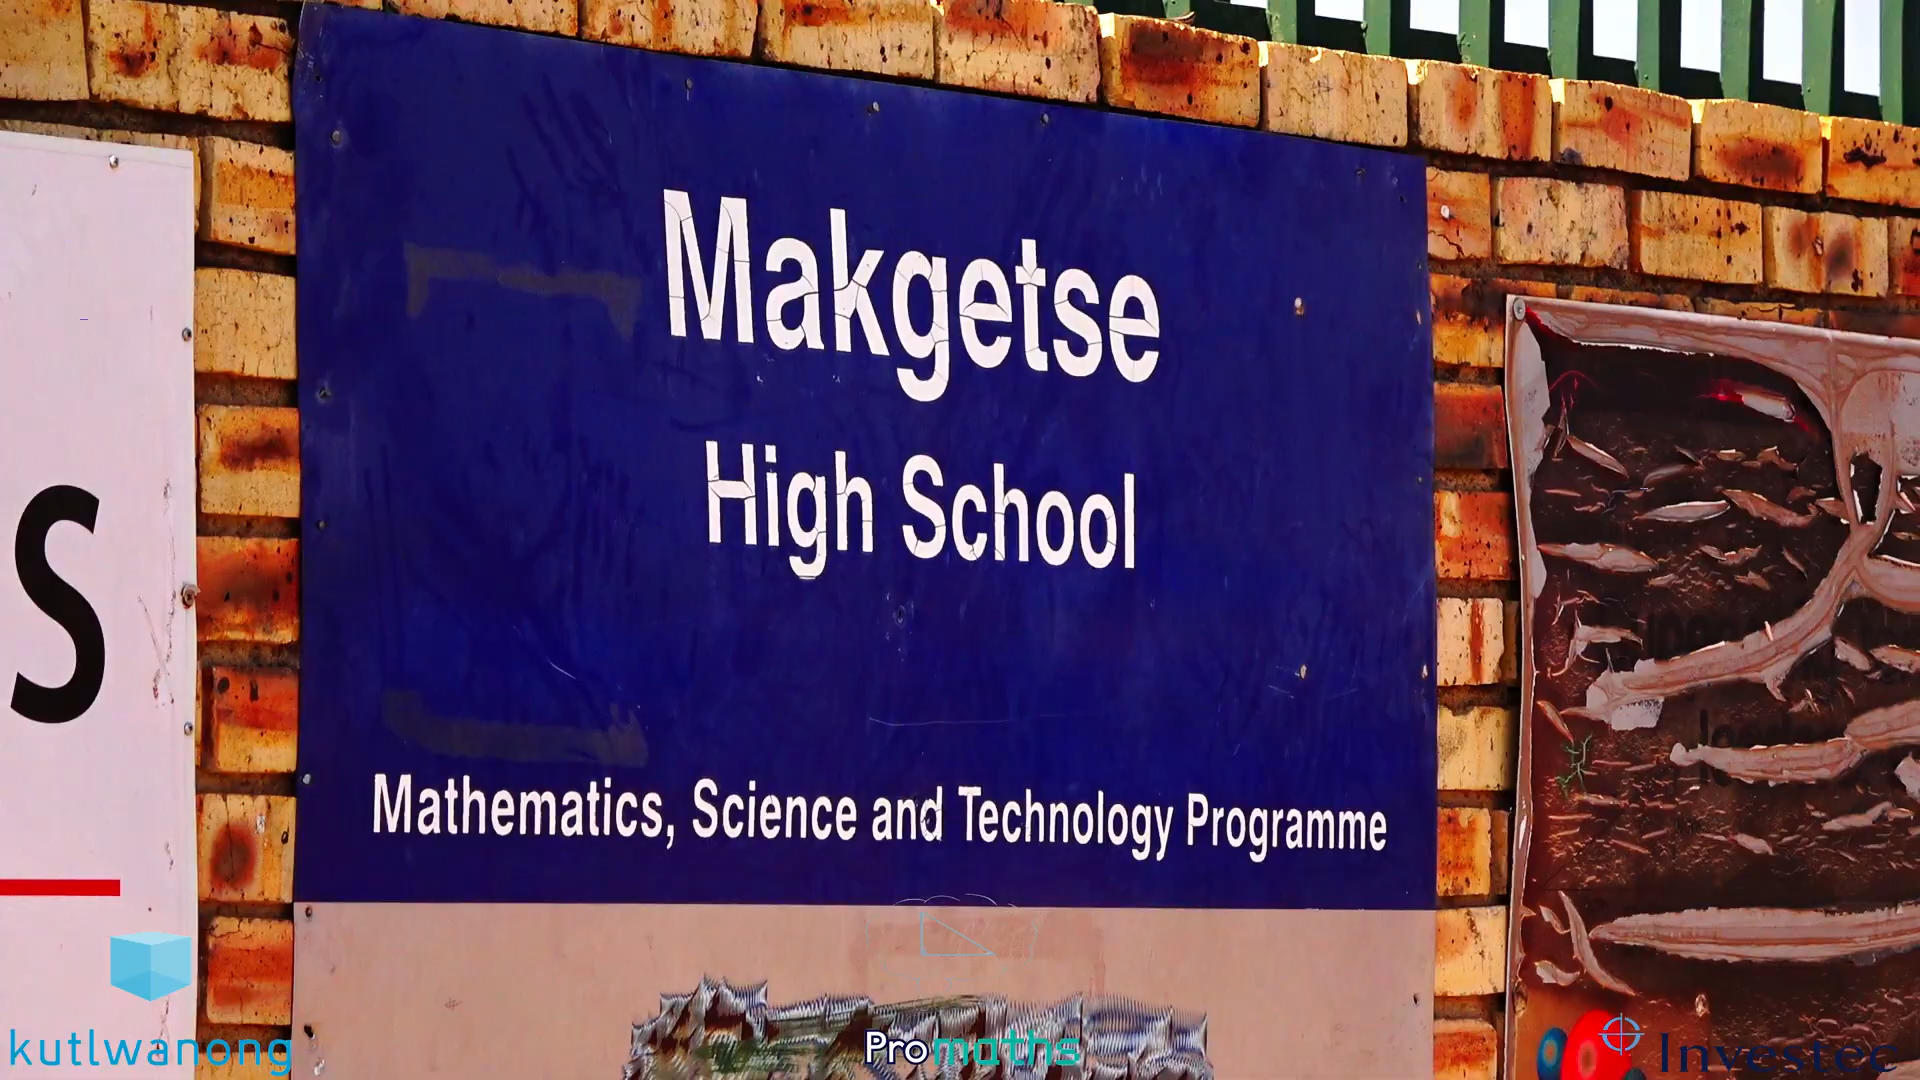 S
Makgetse
High School
Mathematics, Science and Technology Programme
kutlwanong
Promaths
Investec